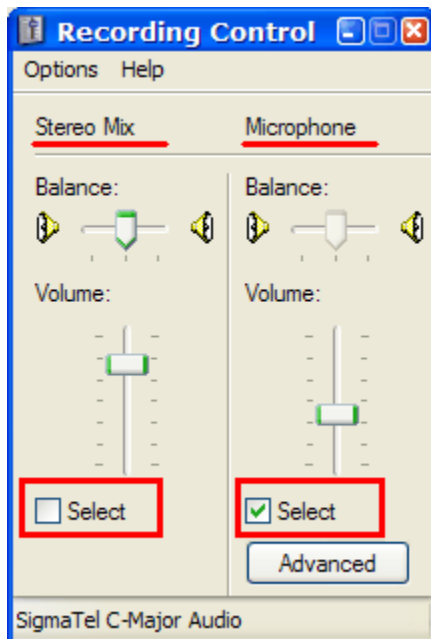 Recording Control
Options Help
Stereo Mix Microphone
Balance: Balance:
Volume: Volume:
Select Select
Advanced
SigmaTel C-Major Audio